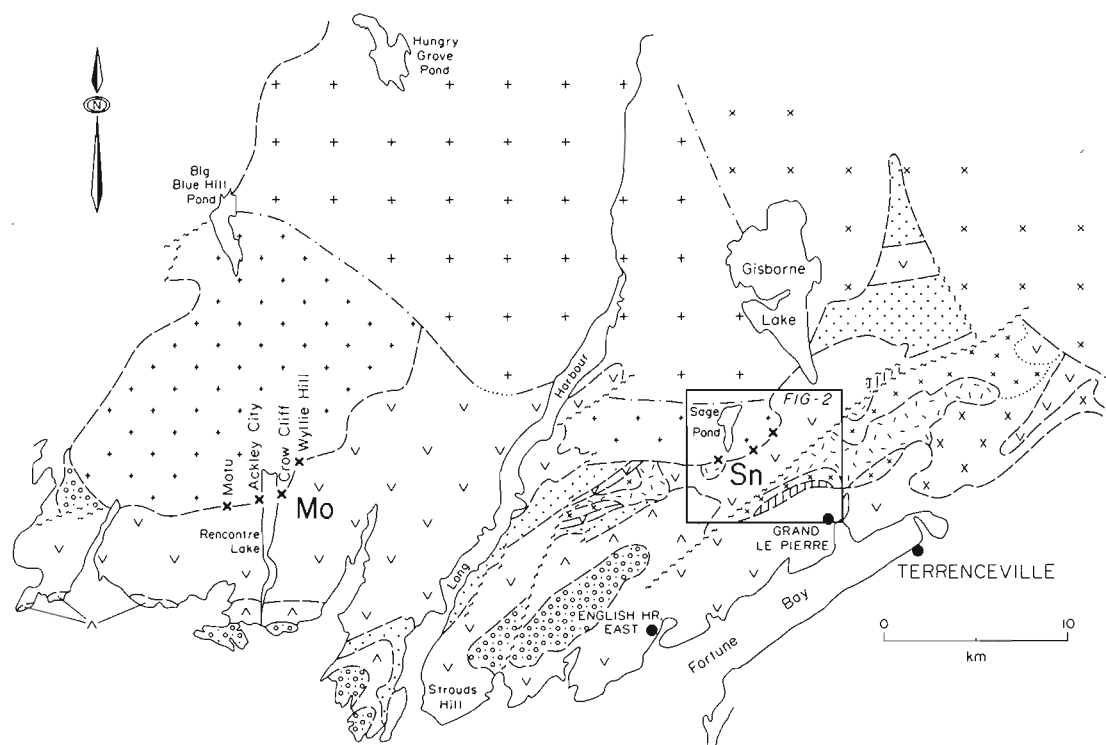 Hungry
Grove
Pond
N
Big
Blue Hill
Pond
Gisborne
Lake
Harbour
Long
FIG-2
Sage
Pond
Sn
Motu
Ackley City
Crow Cliff
Wyllie Hill
Mo
Rencontre
Lake
GRAND
LE PIERRE
TERRENCEVILLE
ENGLISH HR.
EAST
Fortune Bay
Strouds
Hill
0 10
km